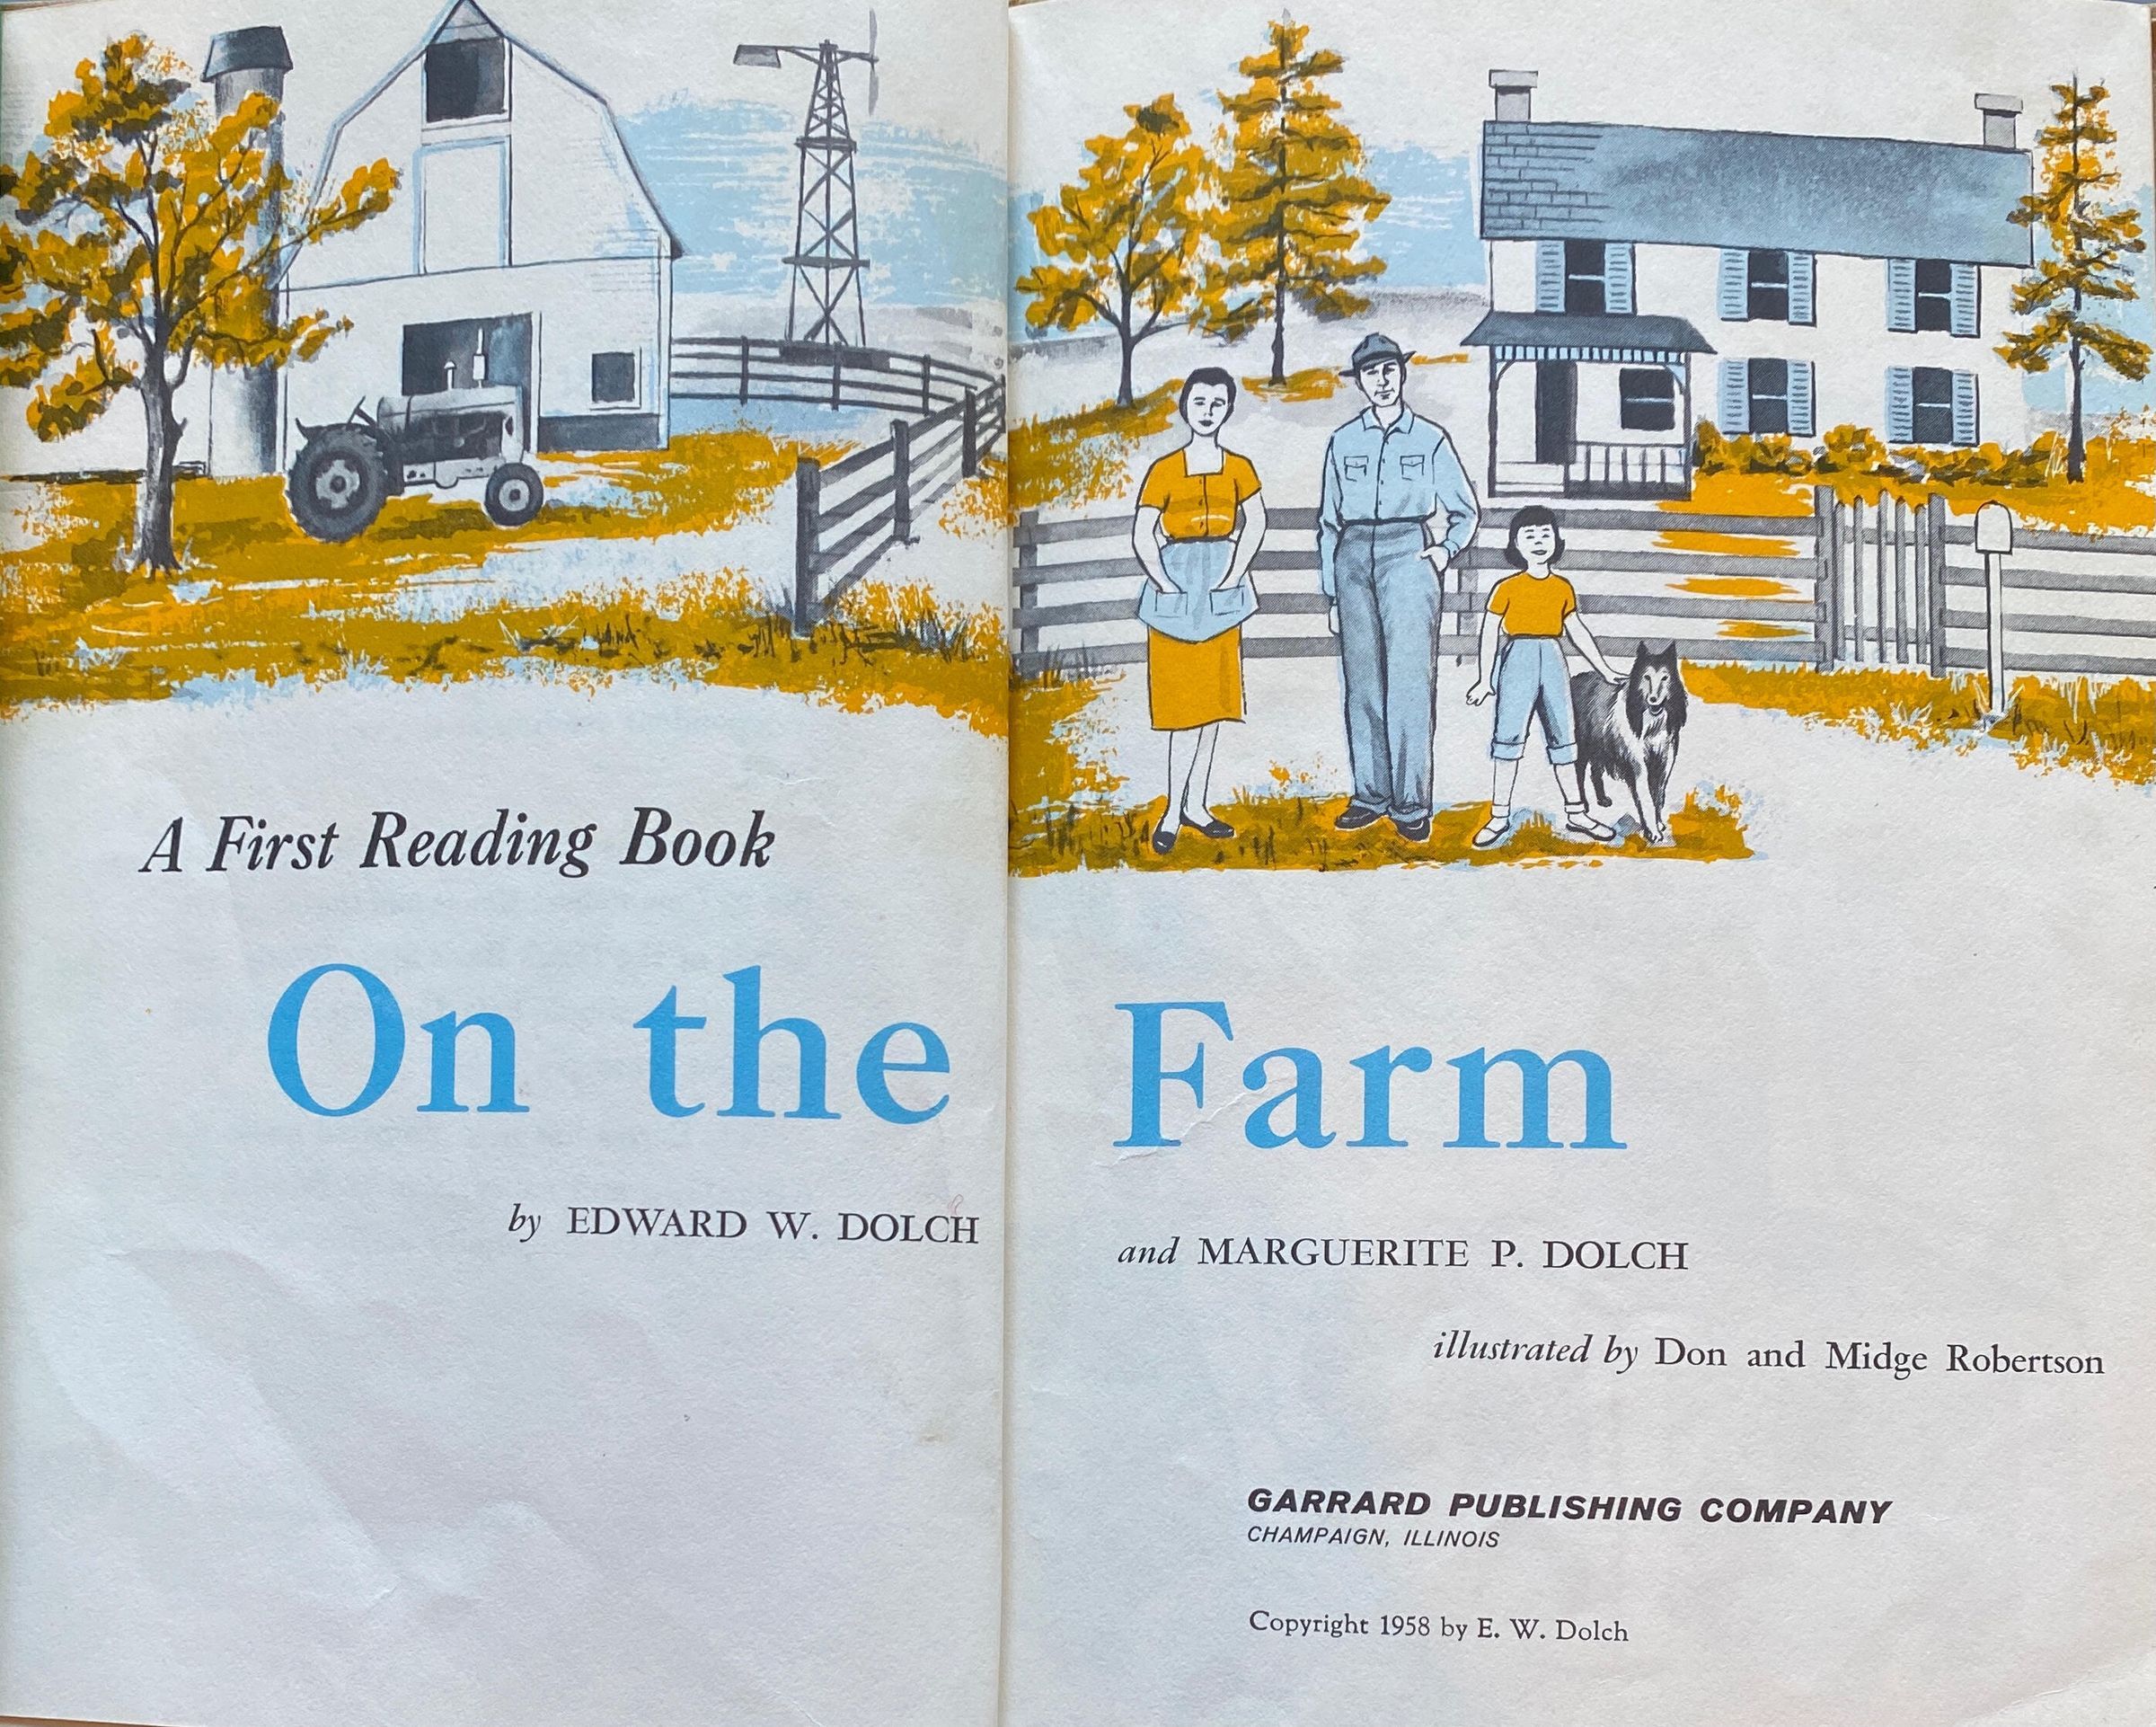 A First Reading Book
On the Farm
by EDWARD W. DOLCH and MARGUERITE P. DOLCH
illustrated by Don and Midge Robertson
GARRARD PUBLISHING COMPANY
CHAMPAIGN, ILLINOIS
Copyright 1958 by E. W. Dolch